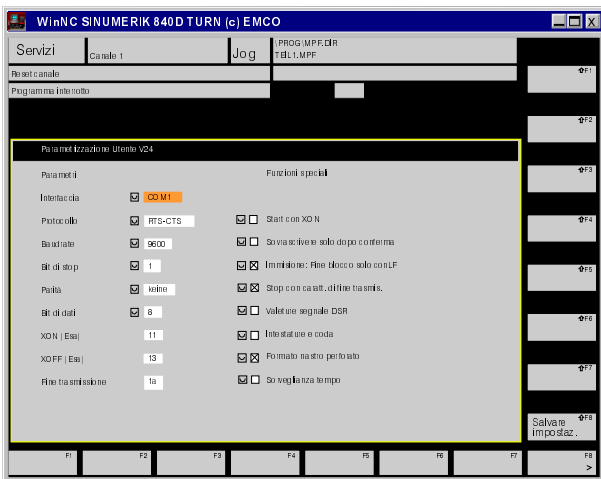 WinNC SINUMERIK 840D TURN (c) EMCO
Servizi
Canale 1
Jog
\PROG\MPF.DIR
TEIL1.MPF
Reset canale
Programma interrotto
Parametrizzazione Utente V24
Parametri
Funzioni speciali
Interfaccia COM1
Protocollo RTS-CTS
Start con XON
Baudrate 9600
Sovrascrivere solo dopo conferma
Bit di stop 1
Immisione: Fine blocco solo con LF
Parità keine
Stop con caratt. di fine trasmis.
Bit di dati 8
Valeture segnale DSR
XON (Esa) 11
Intestature e coda
XOFF (Esa) 13
Formato nastro perforato
Fine trasmissione 1a
Sorveglianza tempo
F1
F2
F3
F4
F5
F6
F7
F8
Salvare
impostaz.
F1 F2 F3 F4 F5 F6 F7 F8
>